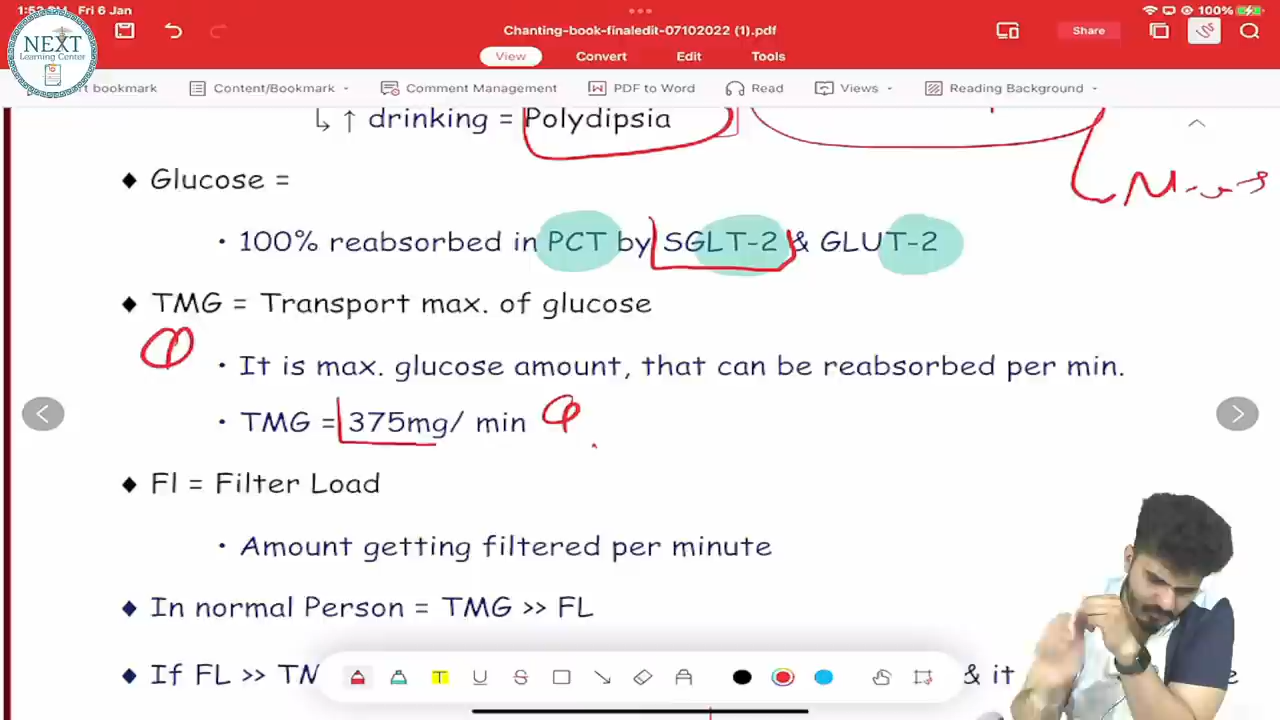 1:52 PM Fri 6 Jan
100%
NEXT
Learning Center
Chanting-book-finaledit-07102022 (1).pdf
Share
View Convert Edit Tools
bookmark Content/Bookmark Comment Management PDF to Word Read Views Reading Background
↳ ↑ drinking = Polydipsia
♦ Glucose =
• 100% reabsorbed in PCT by SGLT-2 & GLUT-2
♦ TMG = Transport max. of glucose
• It is max. glucose amount, that can be reabsorbed per min.
• TMG = 375mg/ min
♦ Fl = Filter Load
• Amount getting filtered per minute
♦ In normal Person = TMG >> FL
♦ If FL >> & it